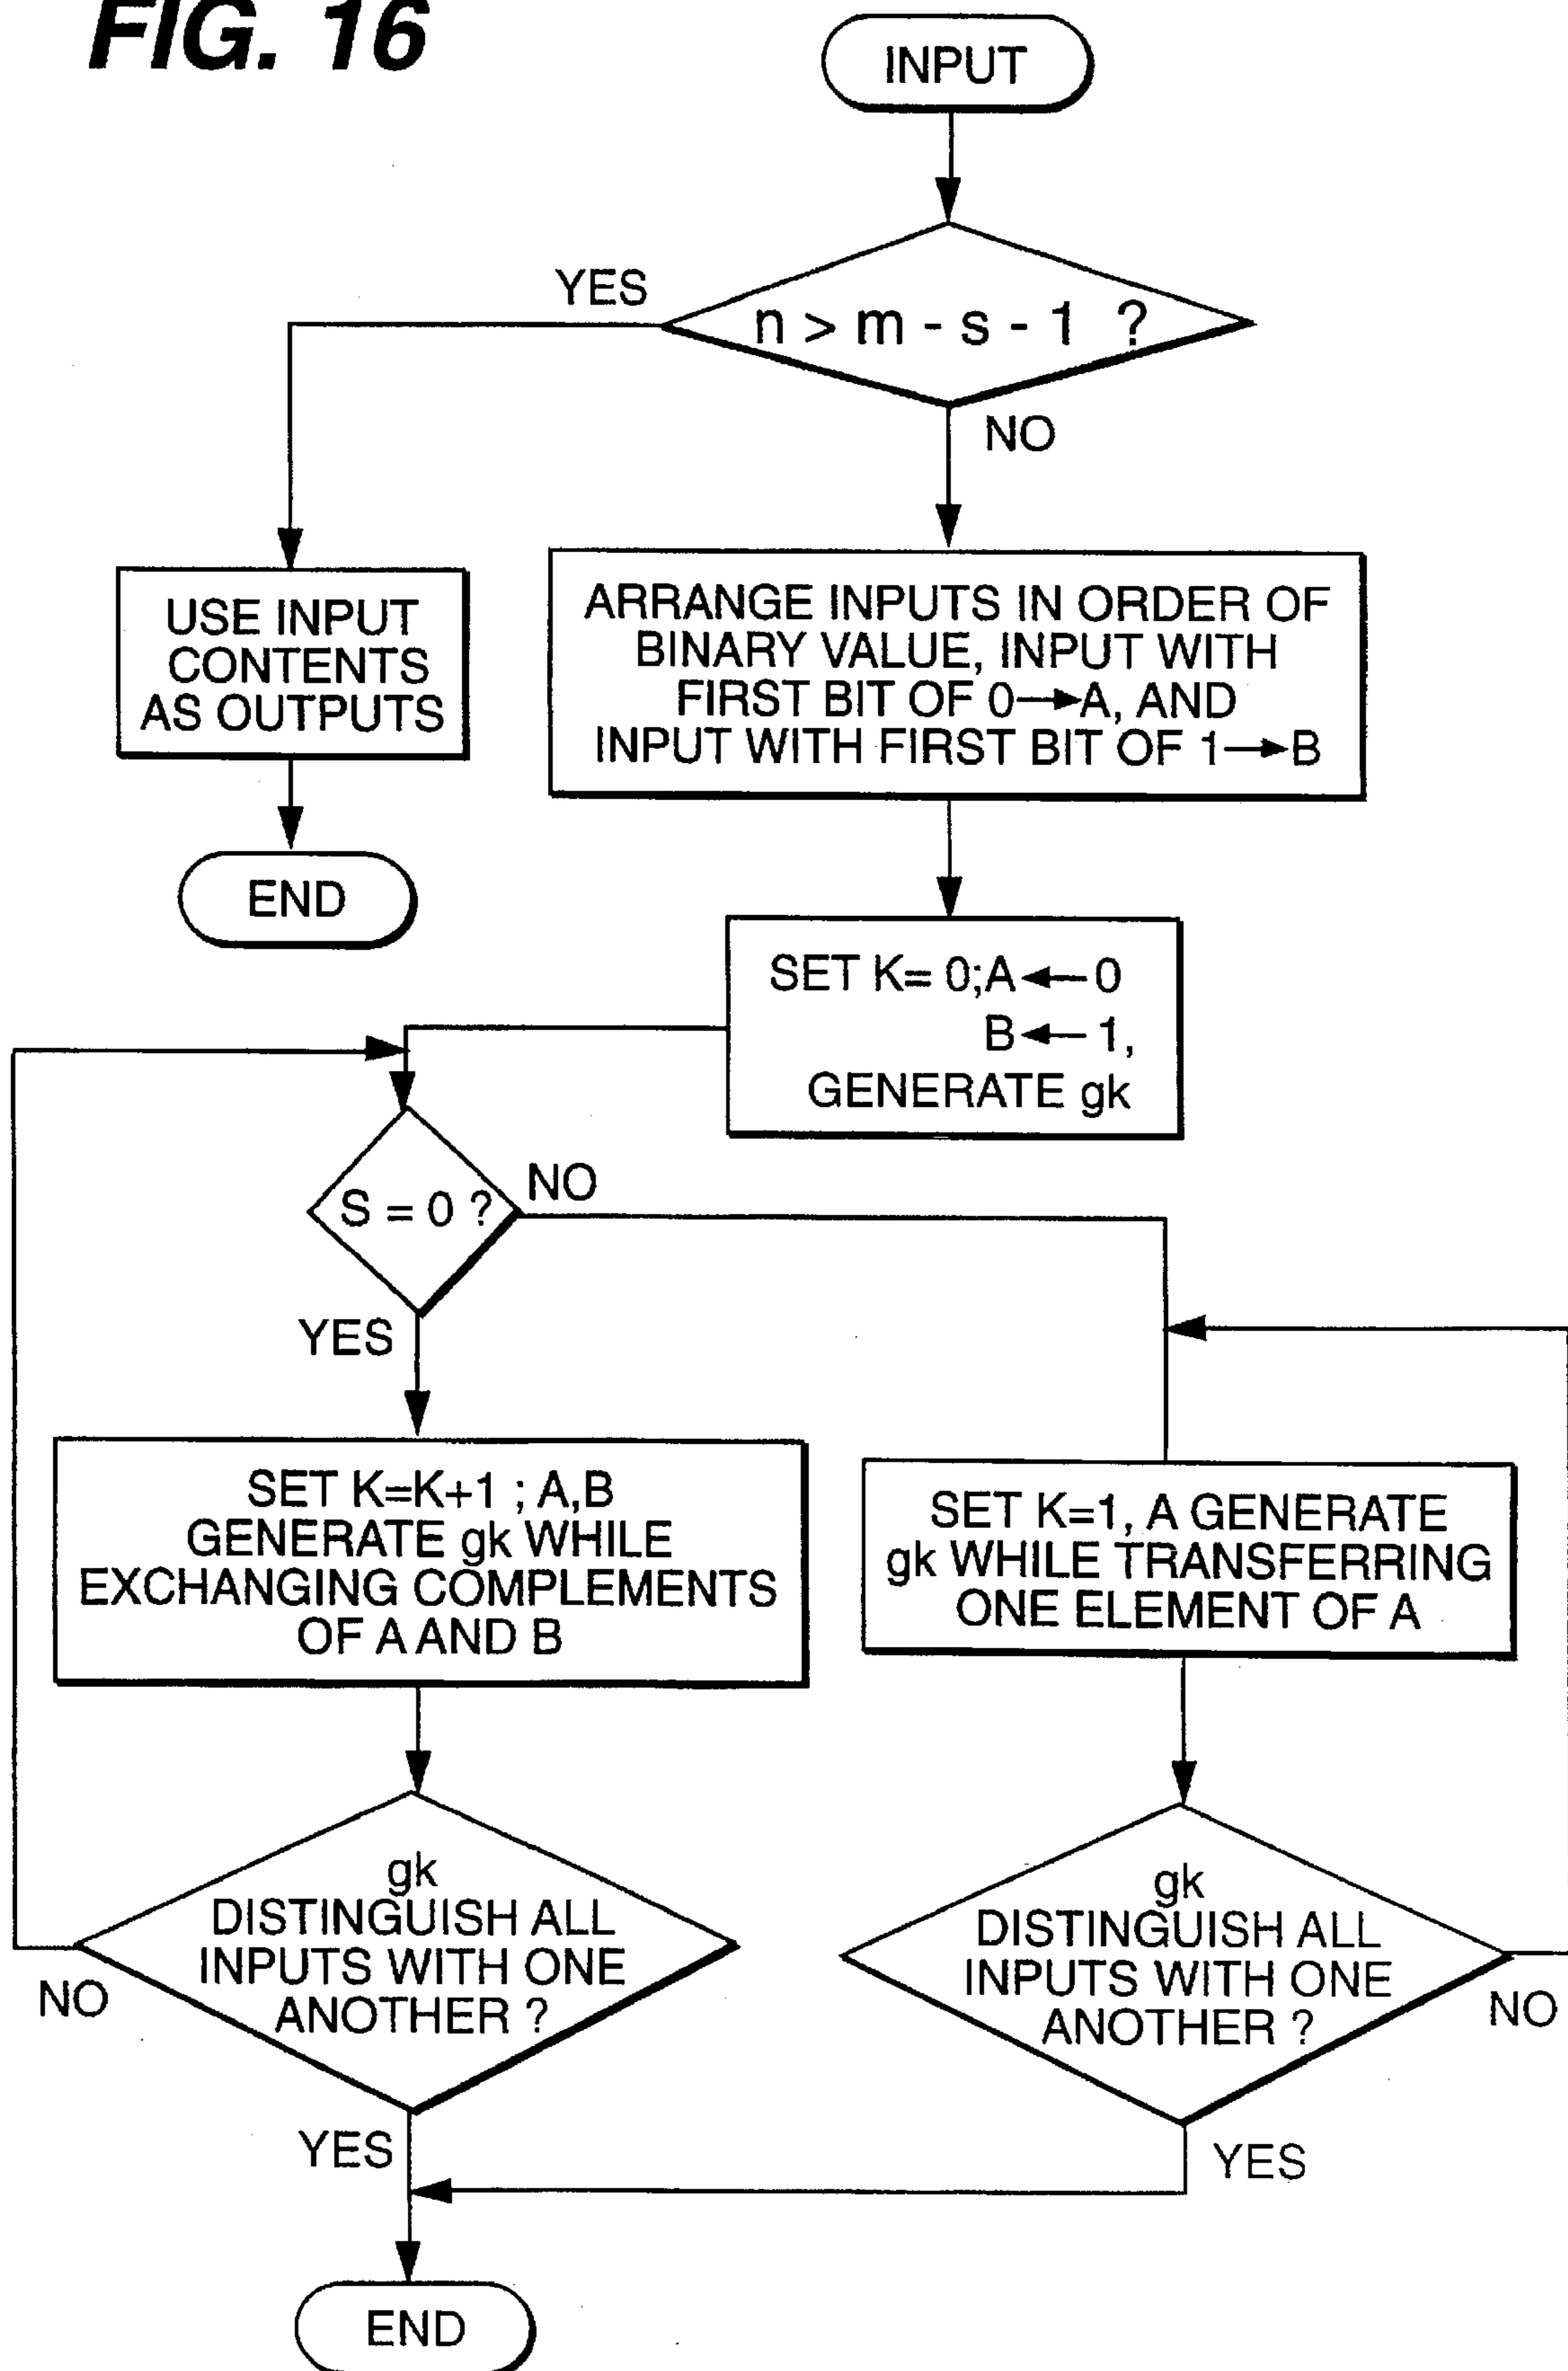 FIG. 16
INPUT
YES
n > m - s - 1 ?
NO
USE INPUT
CONTENTS
AS OUTPUTS
ARRANGE INPUTS IN ORDER OF
BINARY VALUE, INPUT WITH
FIRST BIT OF 0→A, AND
INPUT WITH FIRST BIT OF 1→B
END
SET K= 0;A←0
B←1,
GENERATE gk
S = 0 ?
NO
YES
SET K=K+1 ; A,B
GENERATE gk WHILE
EXCHANGING COMPLEMENTS
OF A AND B
SET K=1, A GENERATE
gk WHILE TRANSFERRING
ONE ELEMENT OF A
gk
DISTINGUISH ALL
INPUTS WITH ONE
ANOTHER ?
NO
gk
DISTINGUISH ALL
INPUTS WITH ONE
ANOTHER ?
NO
YES
YES
END